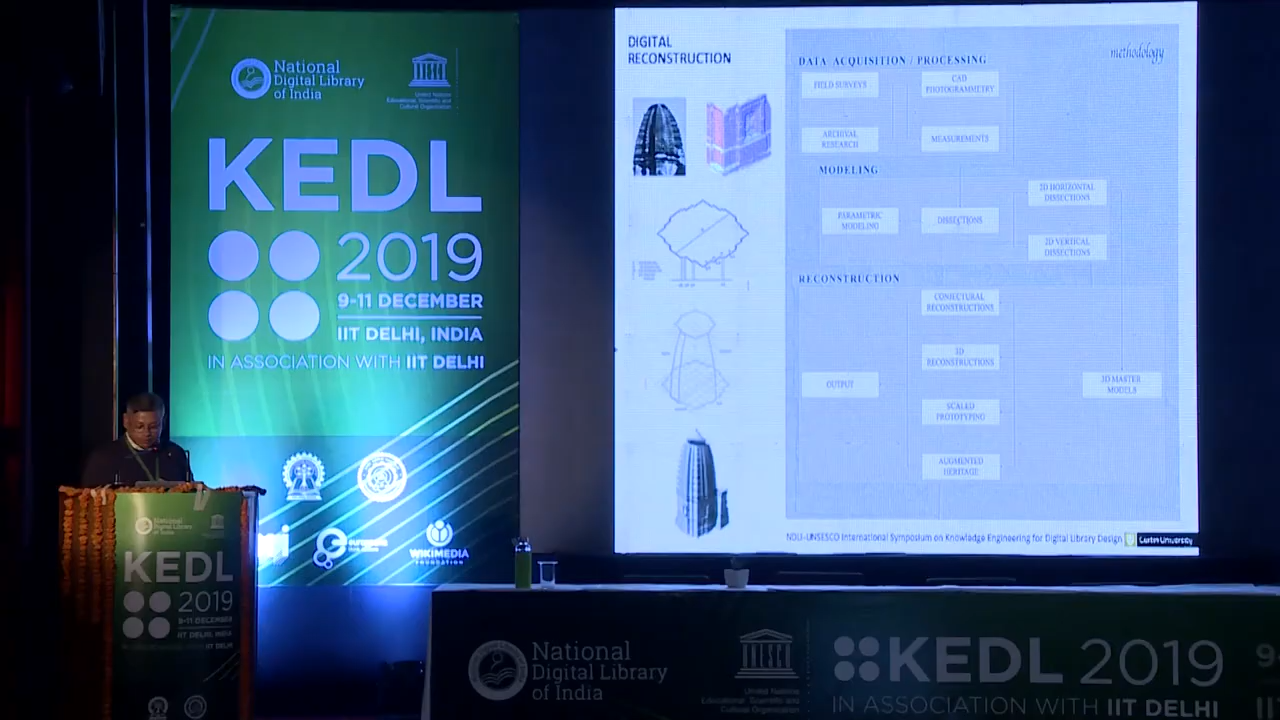 National
Digital Library
of India
United Nations
Educational, Scientific and
Cultural Organization
KEDL
2019
9-11 DECEMBER
IIT DELHI, INDIA
IN ASSOCIATION WITH IIT DELHI
WIKIMEDIA
FOUNDATION
DIGITAL
RECONSTRUCTION
methodology
DATA ACQUISITION / PROCESSING
FIELD SURVEYS
CAD
PHOTOGRAMMETRY
ARCHIVAL
RESEARCH
MEASUREMENTS
MODELING
2D HORIZONTAL
DISSECTIONS
PARAMETRIC
MODELING
DISSECTIONS
2D VERTICAL
DISSECTIONS
RECONSTRUCTION
CONJECTURAL
RECONSTRUCTIONS
3D
RECONSTRUCTIONS
OUTPUT
3D MASTER
MODELS
SCALED
PROTOTYPING
AUGMENTED
HERITAGE
NDLI-UNSESCO International Symposium on Knowledge Engineering for Digital Library Design
Curtin University
National
Digital Library
of India
KEDL
2019
9-11 DECEMBER
IIT DELHI, INDIA
National
Digital Library
of India
United Nations
Educational, Scientific and
Cultural Organization
KEDL 2019
IN ASSOCIATION WITH IIT DELHI